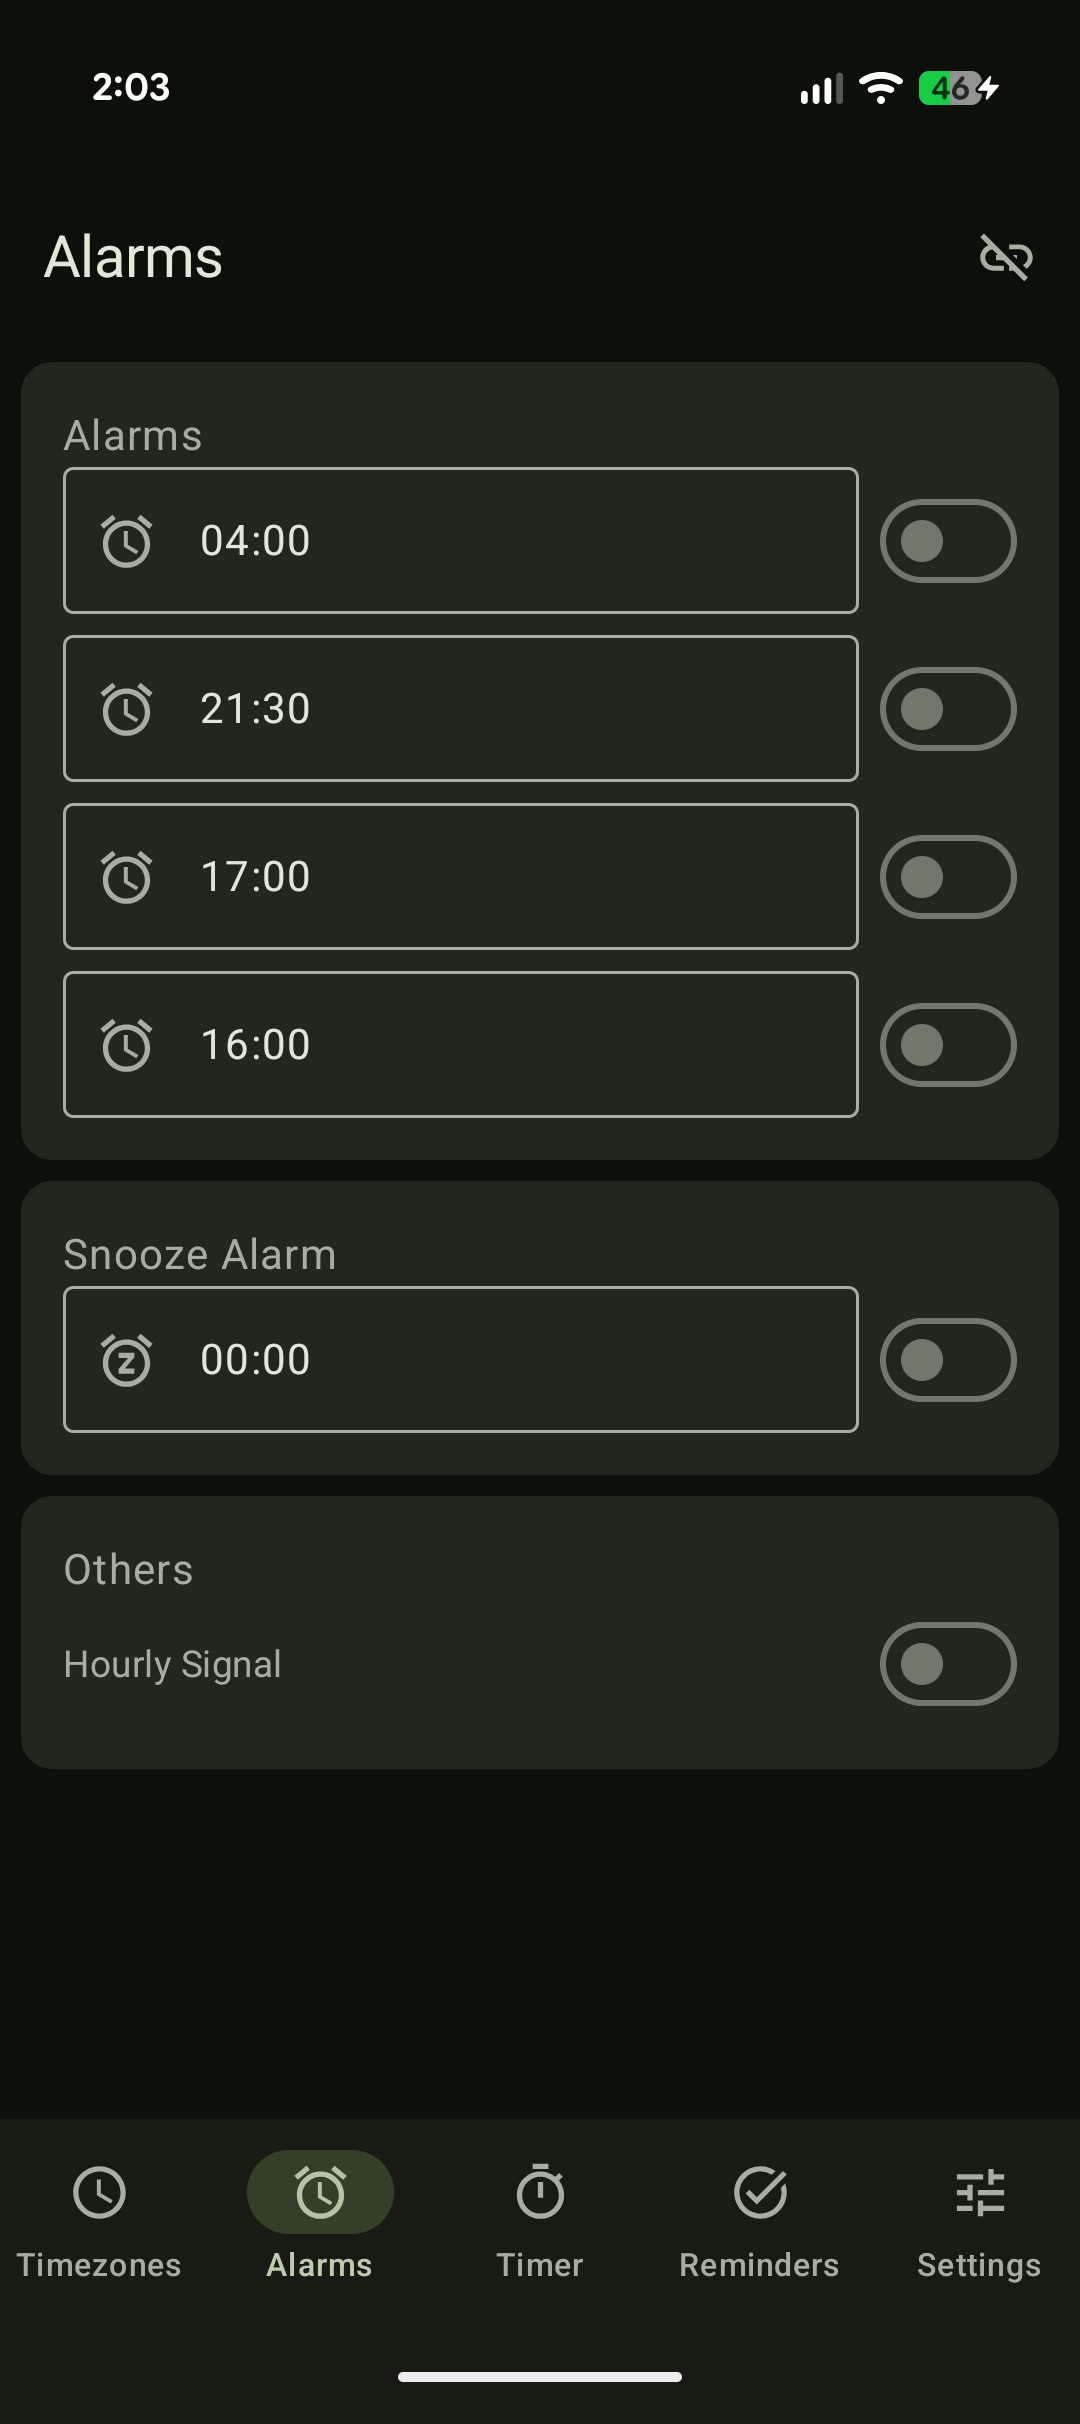 2:03
46
Alarms
Alarms
04:00
21:30
17:00
16:00
Snooze Alarm
00:00
Others
Hourly Signal
Timezones
Alarms
Timer
Reminders
Settings